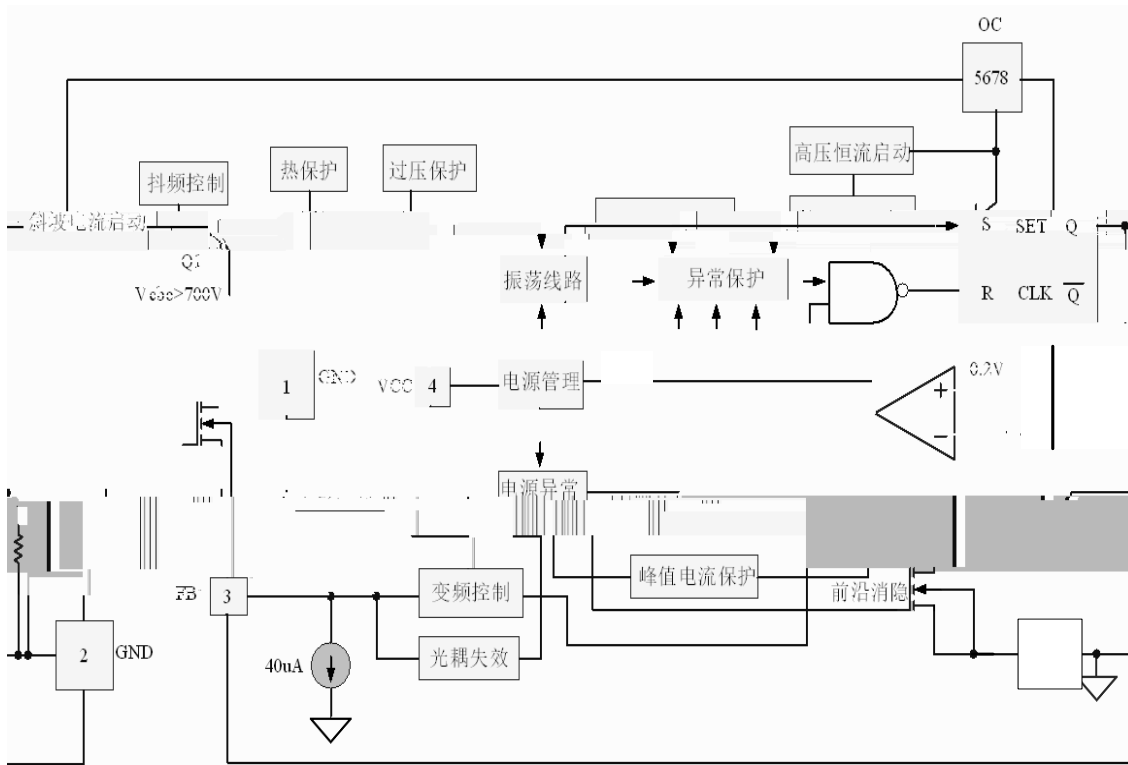 OC
5678
高压恒流启动
热保护
过压保护
抖频控制
斜坡电流启动
S SET Q
Q1
振荡线路
异常保护
R CLK Q
1
GND
VCC
4
电源管理
0.2V
+
−
电源异常
FB
3
变频控制
峰值电流保护
前沿消隐
2
GND
40uA
光耦失效